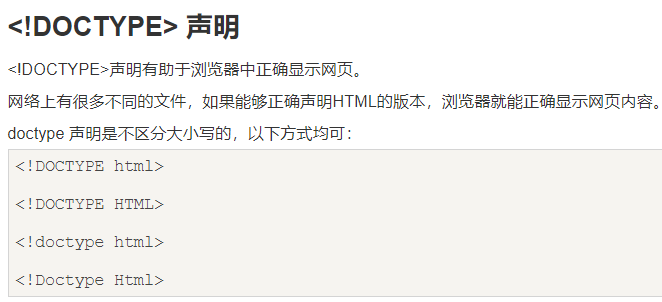 <!DOCTYPE> 声明
<!DOCTYPE>声明有助于浏览器中正确显示网页。
网络上有很多不同的文件，如果能够正确声明HTML的版本，浏览器就能正确显示网页内容。
doctype 声明是不区分大小写的，以下方式均可：
<!DOCTYPE html>
<!DOCTYPE HTML>
<!doctype html>
<!Doctype Html>